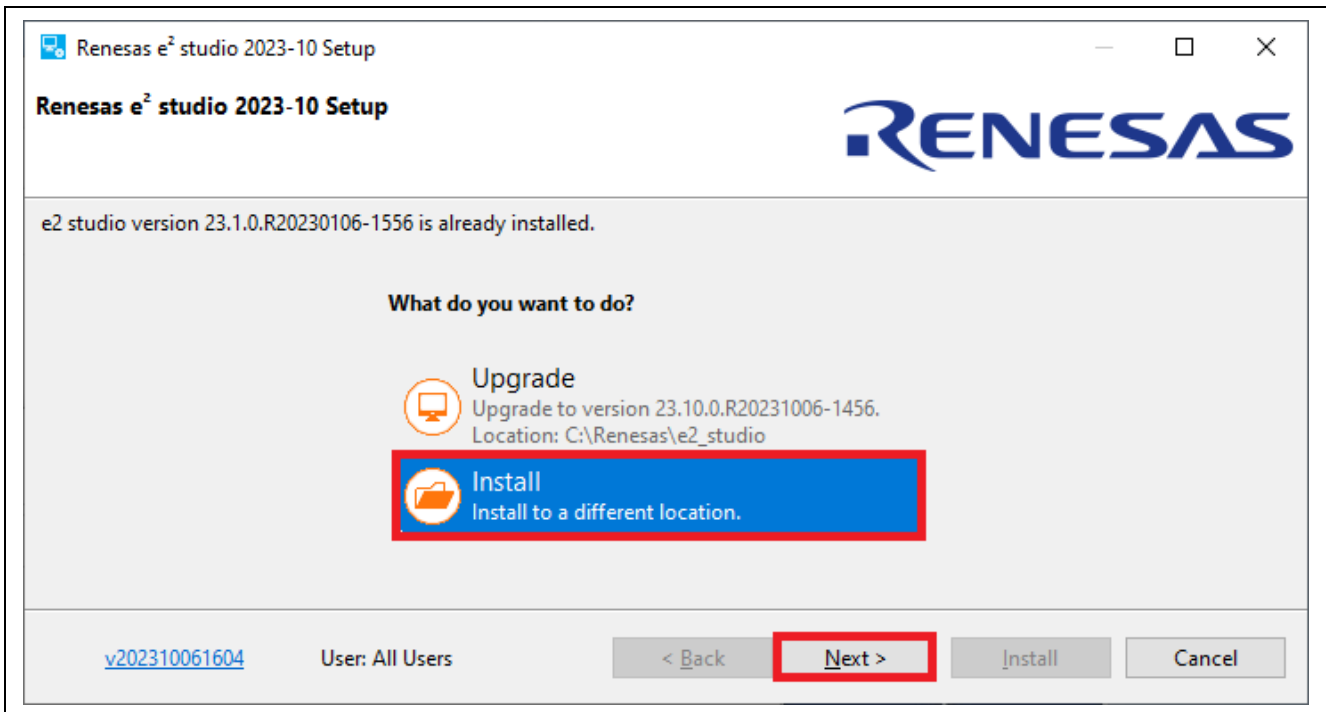 Renesas e² studio 2023-10 Setup
Renesas e² studio 2023-10 Setup
RENESAS
e2 studio version 23.1.0.R20230106-1556 is already installed.
What do you want to do?
Upgrade
Upgrade to version 23.10.0.R20231006-1456.
Location: C:\Renesas\e2_studio
Install
Install to a different location.
v202310061604 User: All Users < Back Next > Install Cancel